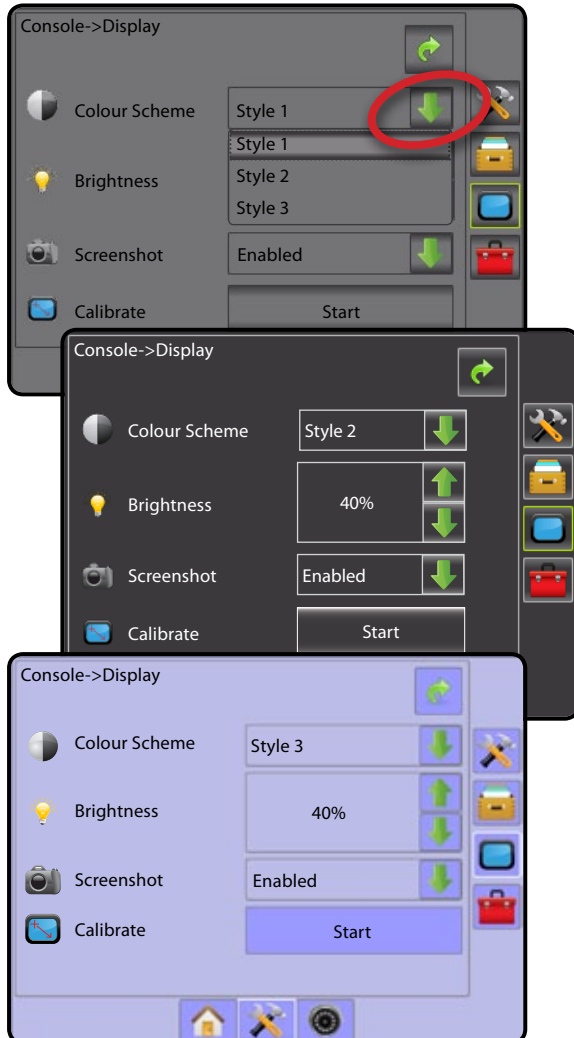 Console->Display
Colour Scheme Style 1
Style 1
Brightness Style 2
Style 3
Screenshot Enabled
Calibrate Start
Console->Display
Colour Scheme Style 2
Brightness 40%
Screenshot Enabled
Calibrate Start
Console->Display
Colour Scheme Style 3
Brightness 40%
Screenshot Enabled
Calibrate Start